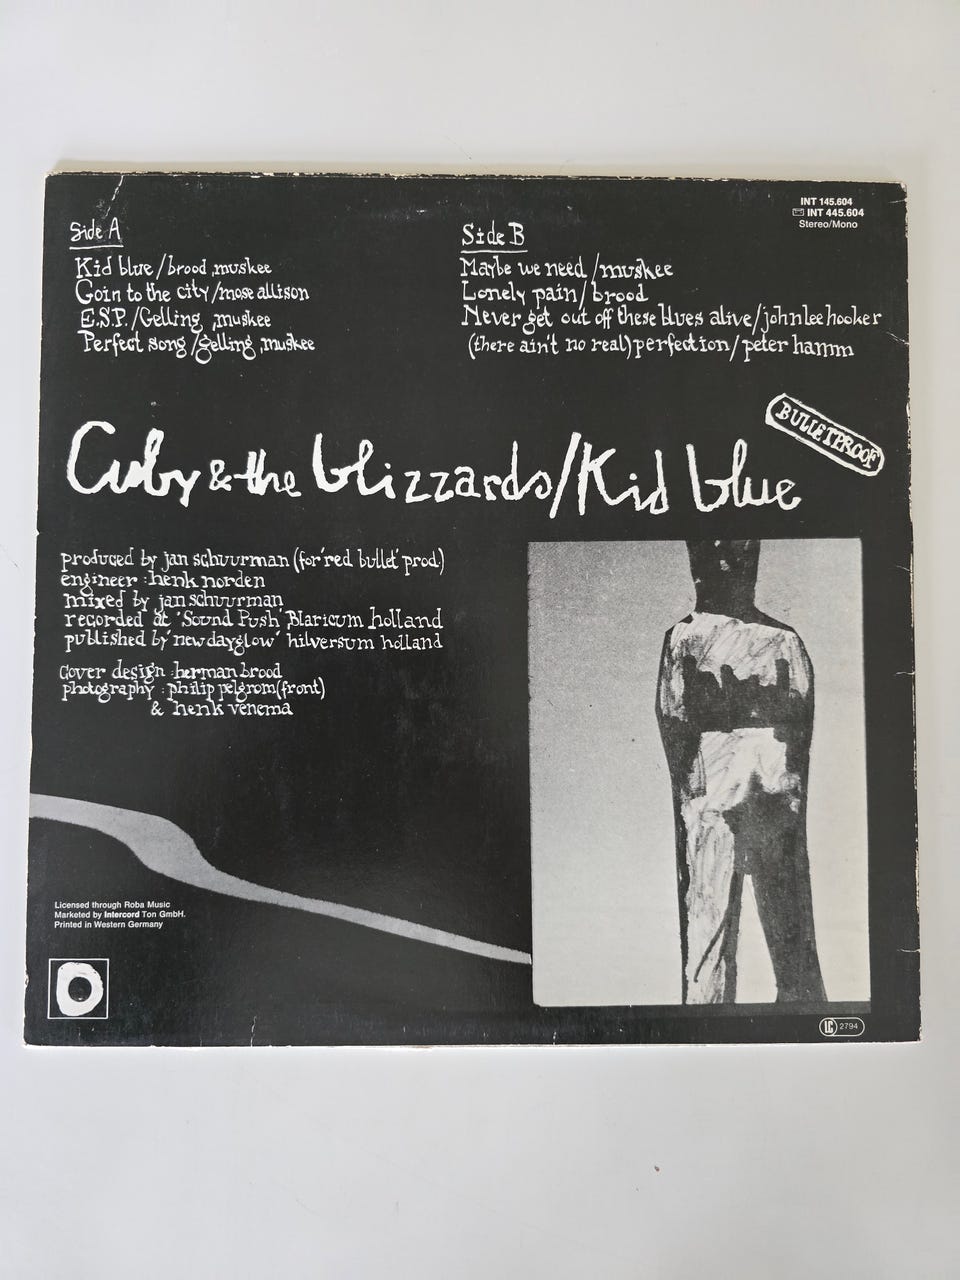 INT 145.604
INT 445.604
Stereo/Mono
Side A
Kid blue/brood, muskee
Goin to the city/mose allison
E.S.P./Gelling, muskee
Perfect song/gelling, muskee
Side B
Maybe we need/muskee
Lonely pain/brood
Never get out off these blues alive/john lee hooker
(there ain't no real) perfection/peter hamm
BULLETPROOF
Cuby & the blizzards/Kid blue
produced by jan schuurman (for 'red bullet' prod.)
engineer: henk norden
mixed by jan schuurman
recorded at 'Sound Push' Blaricum holland
published by 'newdayglow' hilversum holland
Cover design: herman brood
photography: philip pelgrom (front)
& henk venema
Licensed through Roba Music
Marketed by Intercord Ton GmbH.
Printed in Western Germany
LC 2794